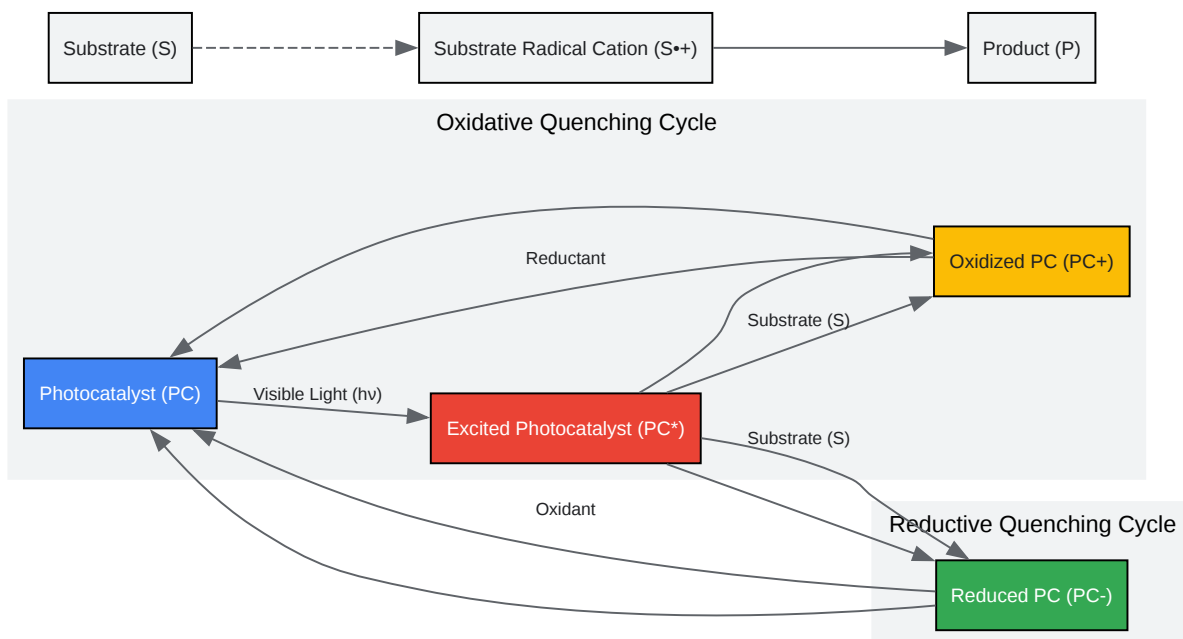 Substrate (S)
Substrate Radical Cation (S•+)
Product (P)
Oxidative Quenching Cycle
Reductant
Oxidized PC (PC+)
Substrate (S)
Photocatalyst (PC)
Visible Light (hν)
Excited Photocatalyst (PC*)
Substrate (S)
Oxidant
Reductive Quenching Cycle
Reduced PC (PC-)